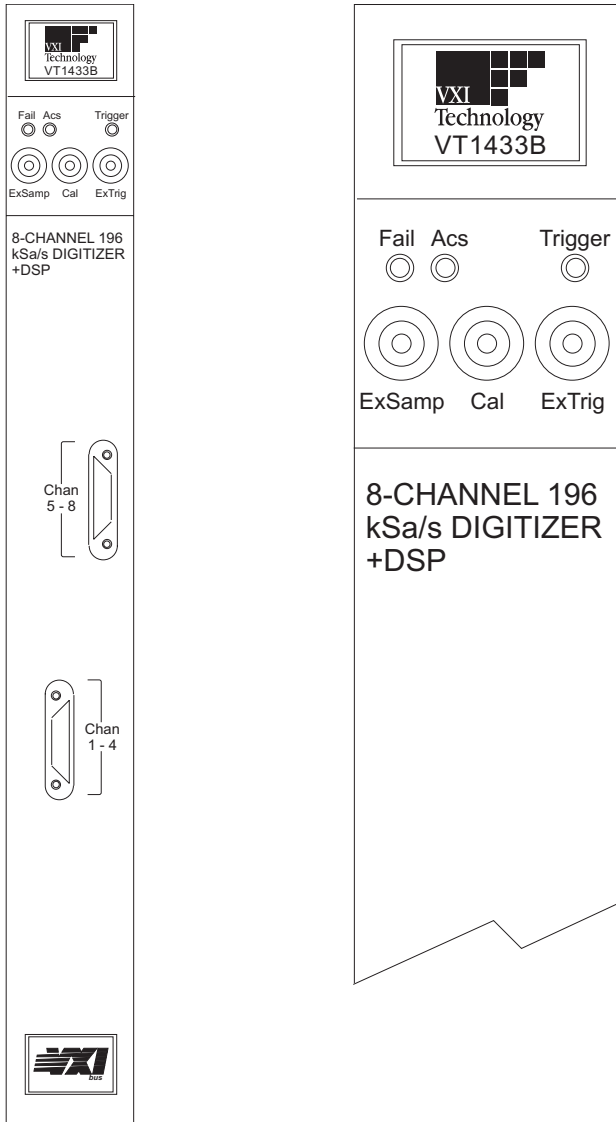 VXI
Technology
VT1433B
Fail Acs Trigger
ExSamp Cal ExTrig
8-CHANNEL 196
kSa/s DIGITIZER
+DSP
Chan
5 - 8
Chan
1 - 4
VXI
bus
VXI
Technology
VT1433B
Fail Acs Trigger
ExSamp Cal ExTrig
8-CHANNEL 196
kSa/s DIGITIZER
+DSP